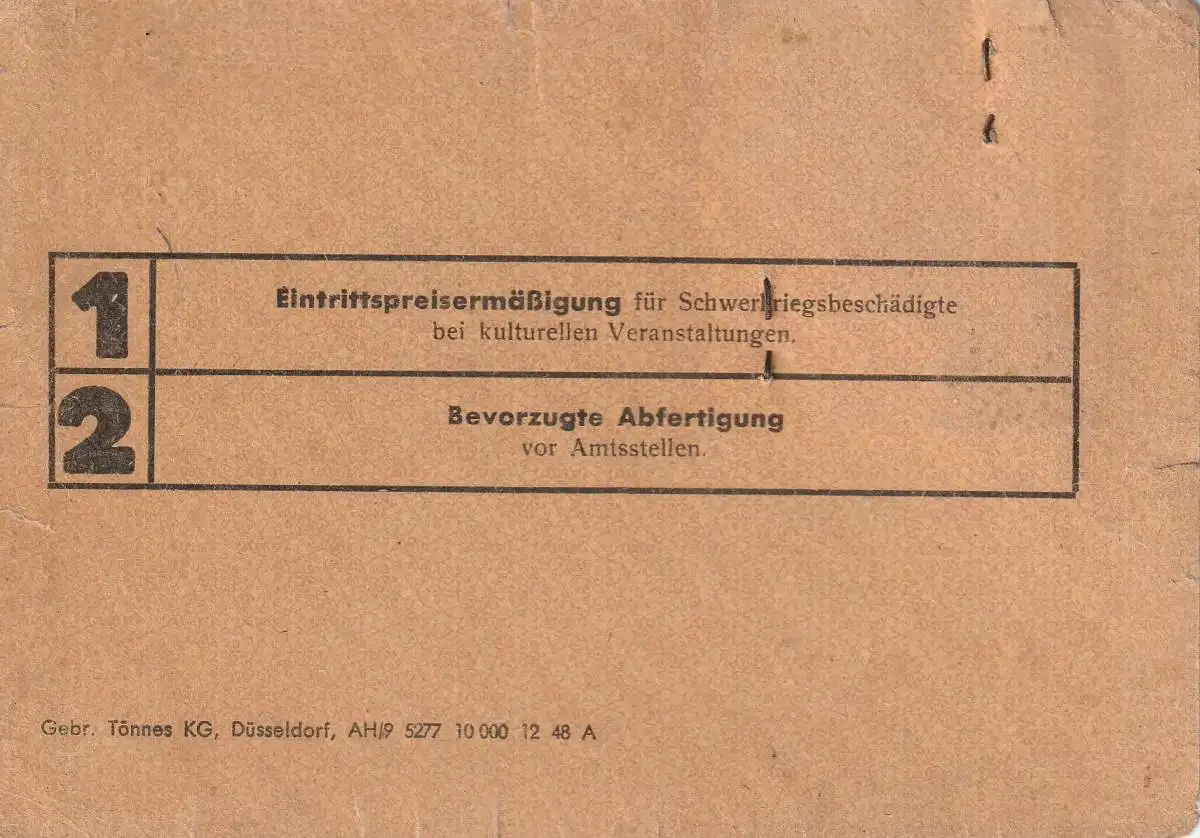 1
Eintrittspreisermäßigung für Schwerkriegsbeschädigte
bei kulturellen Veranstaltungen.
2
Bevorzugte Abfertigung
vor Amtsstellen.
Gebr. Tönnes KG, Düsseldorf, AH/9 5277 10 000 12 48 A